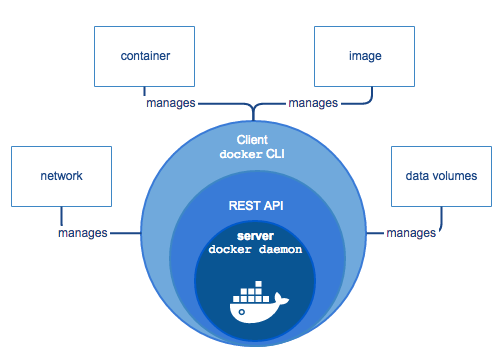 container
image
manages
manages
Client
docker CLI
network
data volumes
REST API
manages
manages
server
docker daemon